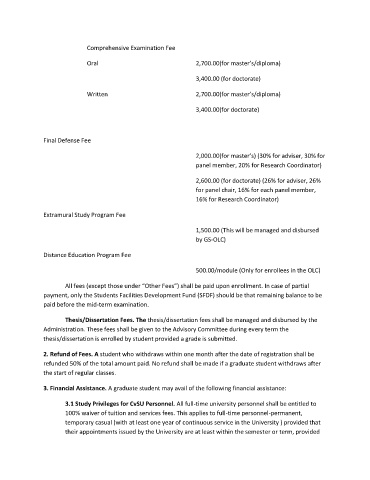 Comprehensive Examination Fee
Oral 2,700.00(for master's/diploma)
3,400.00 (for doctorate)
Written 2,700.00(for master's/diploma)
3,400.00(for doctorate)
Final Defense Fee
2,000.00(for master's) (30% for adviser, 30% for
panel member, 20% for Research Coordinator)
2,600.00 (for doctorate) (26% for adviser, 26%
for panel chair, 16% for each panel member,
16% for Research Coordinator)
Extramural Study Program Fee
1,500.00 (This will be managed and disbursed
by GS-OLC)
Distance Education Program Fee
500.00/module (Only for enrollees in the OLC)
All fees (except those under "Other Fees") shall be paid upon enrollment. In case of partial
payment, only the Students Facilities Development Fund (SFDF) should be that remaining balance to be
paid before the mid-term examination.
Thesis/Dissertation Fees. The thesis/dissertation fees shall be managed and disbursed by the
Administration. These fees shall be given to the Advisory Committee during every term the
thesis/dissertation is enrolled by student provided a grade is submitted.
2. Refund of Fees. A student who withdraws within one month after the date of registration shall be
refunded 50% of the total amount paid. No refund shall be made if a graduate student withdraws after
the start of regular classes.
3. Financial Assistance. A graduate student may avail of the following financial assistance:
3.1 Study Privileges for CvSU Personnel. All full-time university personnel shall be entitled to
100% waiver of tuition and services fees. This applies to full-time personnel-permanent,
temporary casual (with at least one year of continuous service in the University ) provided that
their appointments issued by the University are at least within the semester or term, provided